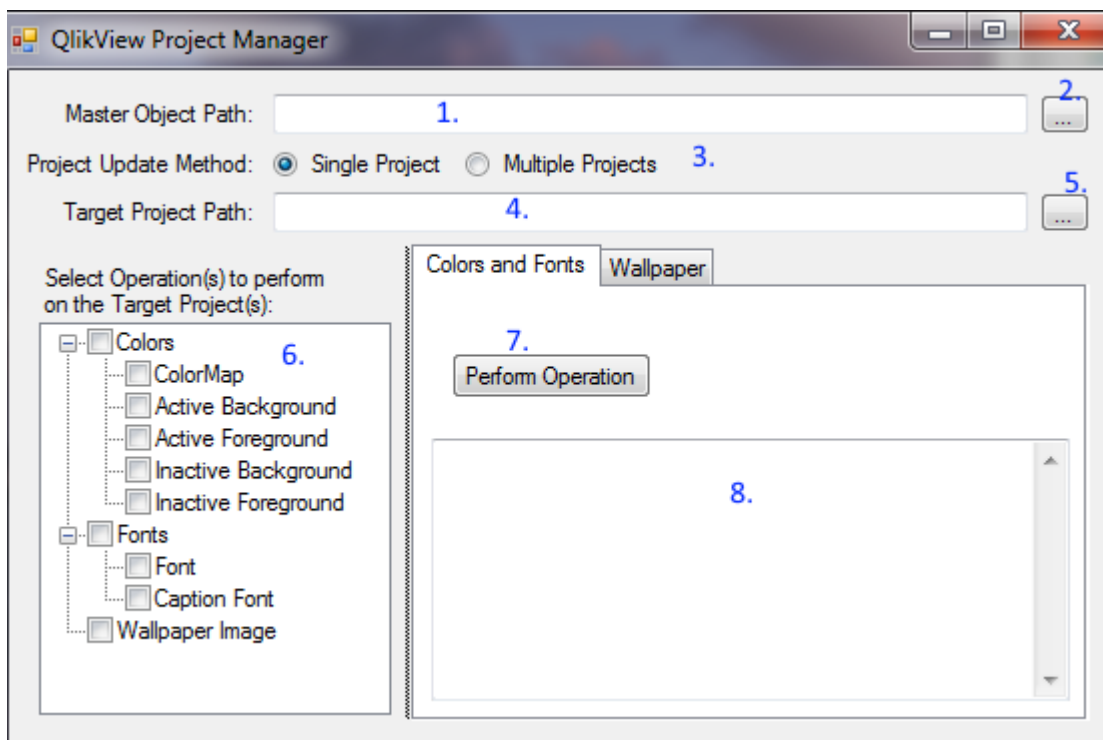 QlikView Project Manager
2.
Master Object Path: 1. ...
Project Update Method: Single Project Multiple Projects 3.
5.
Target Project Path: 4. ...
Colors and Fonts Wallpaper
Select Operation(s) to perform
on the Target Project(s):
Colors
6.
ColorMap
Active Background
Active Foreground
Inactive Background
Inactive Foreground
Fonts
Font
Caption Font
Wallpaper Image
7.
Perform Operation
8.